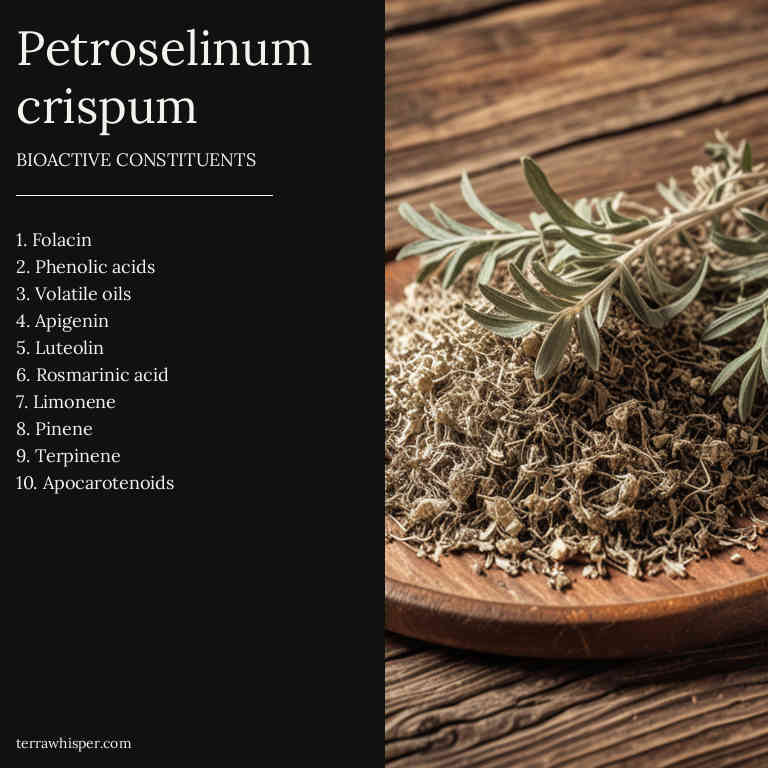 Petroselinum
crispum
BIOACTIVE CONSTITUENTS
1. Folacin
2. Phenolic acids
3. Volatile oils
4. Apigenin
5. Luteolin
6. Rosmarinic acid
7. Limonene
8. Pinene
9. Terpinene
10. Apocarotenoids
terrawhisper.com